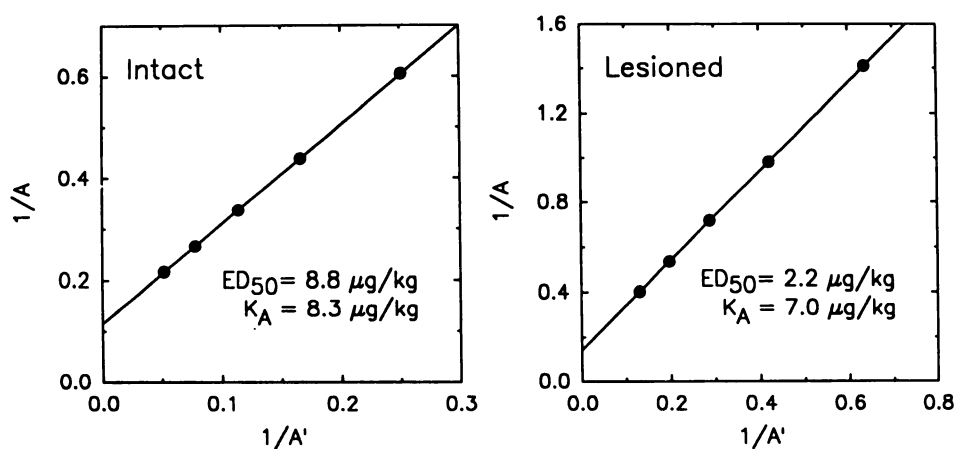 Intact
0.6
0.4
0.2
0.0
1/A
ED50= 8.8 μg/kg
KA = 8.3 μg/kg
0.0 0.1 0.2 0.3
1/A'
Lesioned
1.6
1.2
0.8
0.4
0.0
1/A
ED50= 2.2 μg/kg
KA = 7.0 μg/kg
0.0 0.2 0.4 0.6 0.8
1/A'